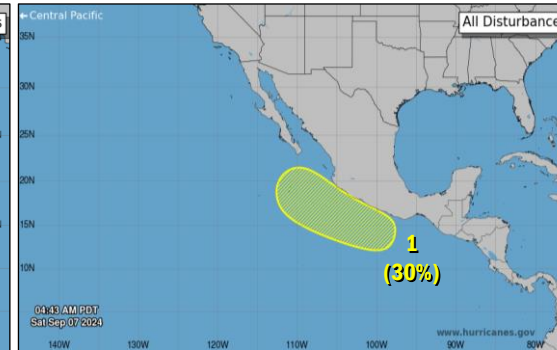 ← Central Pacific
All Disturbance
35N
30N
25N
20N
15N
10N
1
(30%)
04:43 AM PDT
Sat Sep 07 2024
www.hurricanes.gov
140W
130W
120W
110W
100W
90W
80W